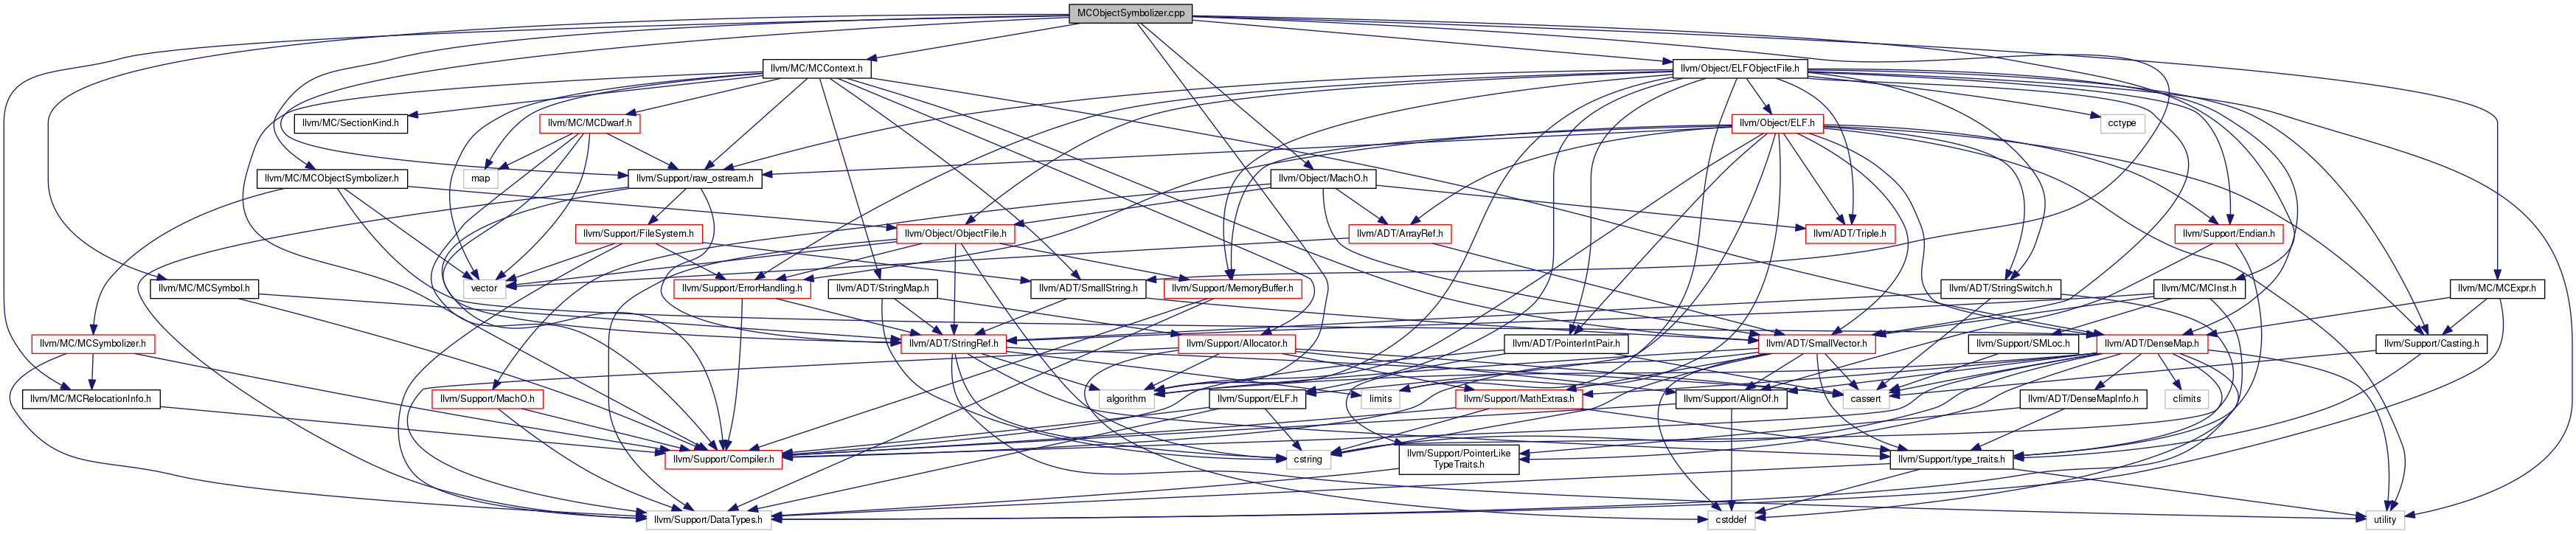 MCObjectSymbolizer.cpp
llvm/MC/MCContext.h
llvm/Object/ELFObjectFile.h
llvm/MC/SectionKind.h
llvm/MC/MCDwarf.h
llvm/Object/ELF.h
cctype
llvm/MC/MCObjectSymbolizer.h
map
llvm/Support/raw_ostream.h
llvm/Object/MachO.h
llvm/Support/FileSystem.h
llvm/Object/ObjectFile.h
llvm/ADT/ArrayRef.h
llvm/ADT/Triple.h
llvm/Support/Endian.h
llvm/MC/MCSymbol.h
vector
llvm/Support/ErrorHandling.h
llvm/ADT/StringMap.h
llvm/ADT/SmallString.h
llvm/Support/MemoryBuffer.h
llvm/ADT/StringSwitch.h
llvm/MC/MCInst.h
llvm/MC/MCExpr.h
llvm/MC/MCSymbolizer.h
llvm/ADT/StringRef.h
llvm/Support/Allocator.h
llvm/ADT/PointerIntPair.h
llvm/ADT/SmallVector.h
llvm/Support/SMLoc.h
llvm/ADT/DenseMap.h
llvm/Support/Casting.h
llvm/MC/MCRelocationInfo.h
llvm/Support/MachO.h
algorithm
llvm/Support/ELF.h
limits
llvm/Support/MathExtras.h
llvm/Support/AlignOf.h
cassert
llvm/ADT/DenseMapInfo.h
climits
llvm/Support/Compiler.h
cstring
llvm/Support/PointerLike
TypeTraits.h
llvm/Support/type_traits.h
llvm/Support/DataTypes.h
cstddef
utility